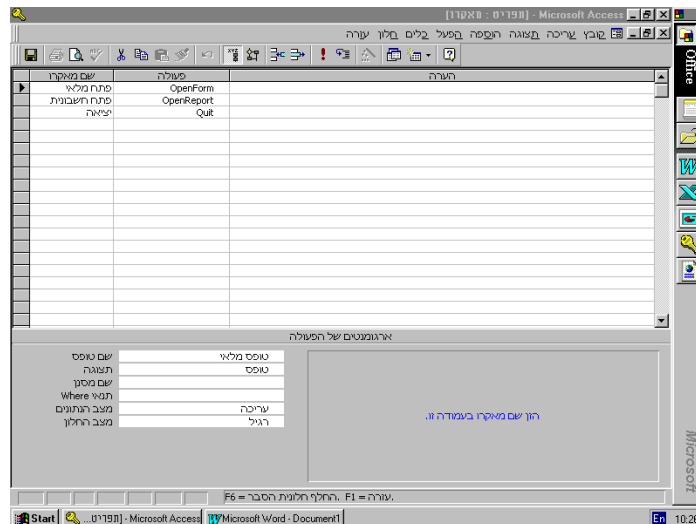 [תפריט : מאקרו] - Microsoft Access
קובץ עריכה תצוגה הוספה הפעל כלים חלון עזרה
Office
שם מאקרו פעולה הערה
פתח מלאי OpenForm
פתח חשבונית OpenReport
יציאה Quit
ארגומנטים של הפעולה
שם טופס טופס מלאי
תצוגה טופס
שם מסנן
תנאי Where
מצב הנתונים עריכה
מצב החלון רגיל
הזן שם מאקרו בעמודה זו.
Microsoft
עזרה = F1 .החלף חלונית הסבר = F6.
Start
Microsoft Access - [תפריט...
Microsoft Word - Document1
En